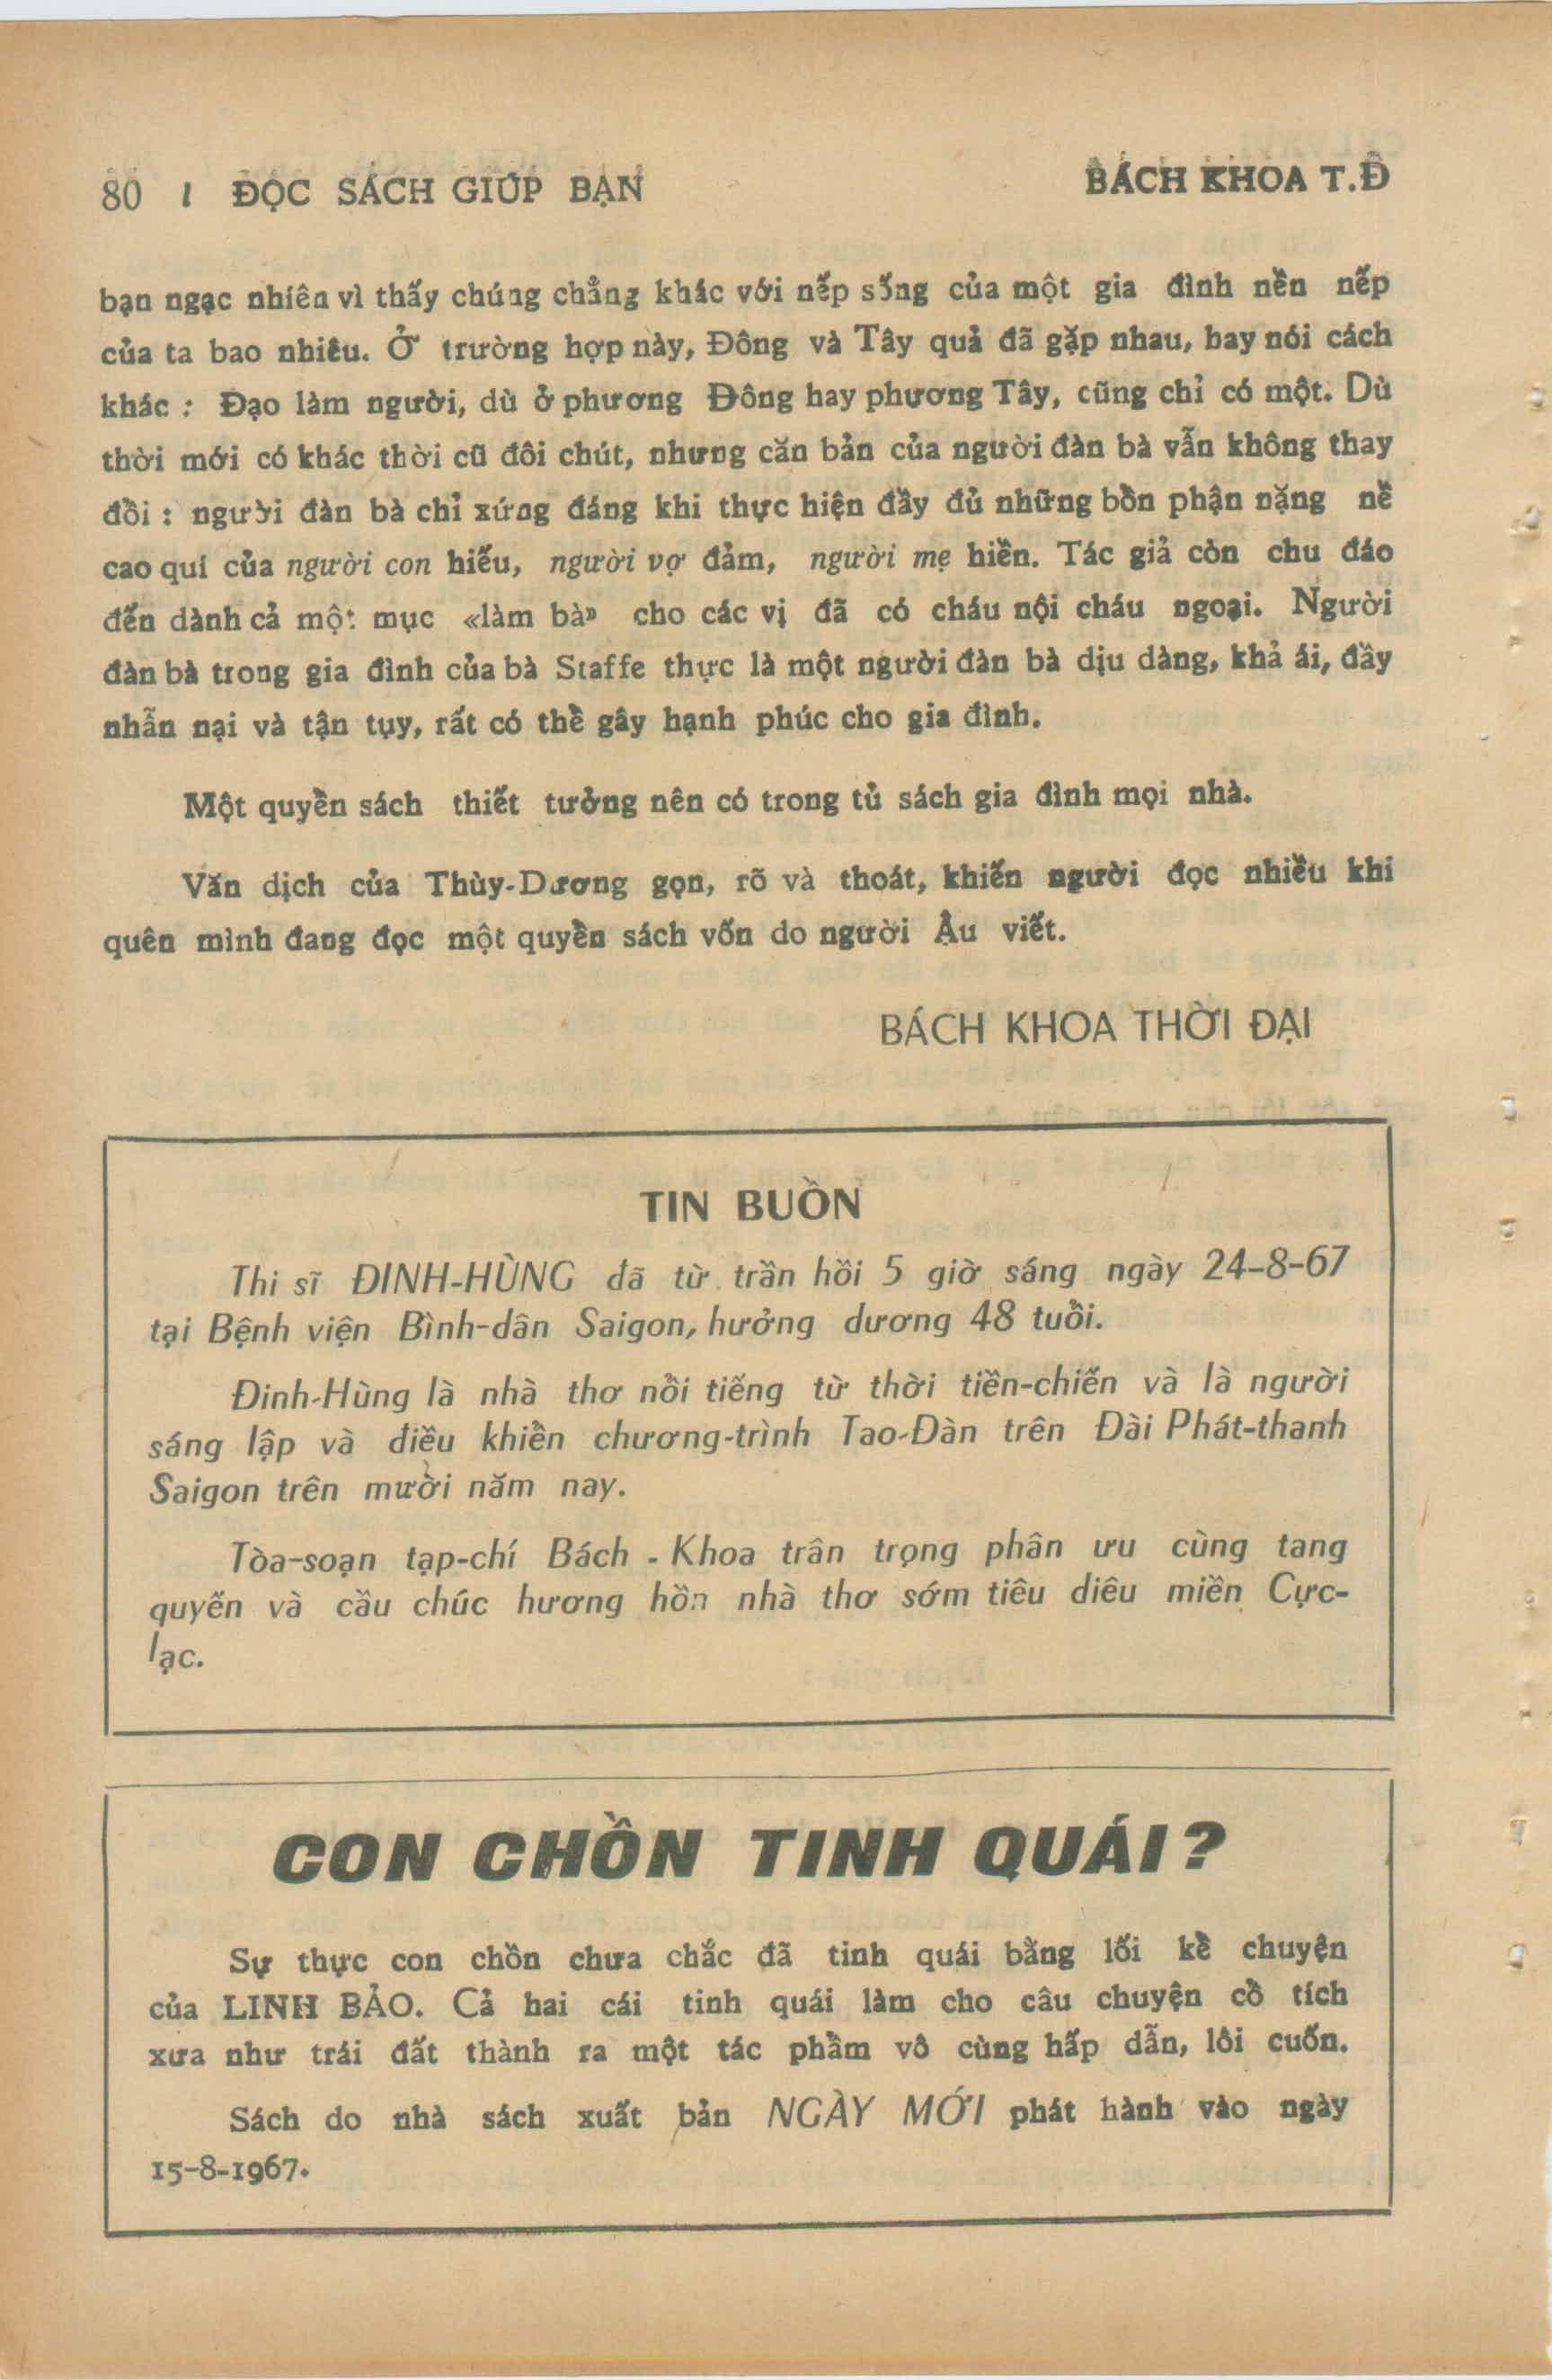 80 / ĐỌC SÁCH GIÚP BẠN
BÁCH KHOA T.Đ
bạn ngạc nhiên vì thấy chúng chẳng khác với nếp sống của một gia đình nền nếp
của ta bao nhiêu. Ở trường hợp này, Đông và Tây quả đã gặp nhau, hay nói cách
khác : Đạo làm người, dù ở phương Đông hay phương Tây, cũng chỉ có một. Dù
thời mới có khác thời cũ đôi chút, nhưng căn bản của người đàn bà vẫn không thay
đổi : người đàn bà chỉ xứng đáng khi thực hiện đầy đủ những bổn phận nặng nề
cao quí của người con hiếu, người vợ đảm, người mẹ hiền. Tác giả còn chu đáo
đến dành cả một mục «làm bà» cho các vị đã có cháu nội cháu ngoại. Người
đàn bà trong gia đình của bà Staffe thực là một người đàn bà dịu dàng, khả ái, đầy
nhẫn nại và tận tụy, rất có thể gây hạnh phúc cho gia đình.
Một quyển sách thiết tưởng nên có trong tủ sách gia đình mọi nhà.
Văn dịch của Thùy-Dương gọn, rõ và thoát, khiến người đọc nhiều khi
quên mình đang đọc một quyển sách vốn do người Âu viết.
BÁCH KHOA THỜI ĐẠI
TIN BUỒN
Thi sĩ ĐINH-HÙNG đã từ trần hồi 5 giờ sáng ngày 24-8-67
tại Bệnh viện Bình-dân Saigon, hưởng dương 48 tuổi.
Đinh-Hùng là nhà thơ nổi tiếng từ thời tiền-chiến và là người
sáng lập và điều khiển chương-trình Tao-Đàn trên Đài Phát-thanh
Saigon trên mười năm nay.
Tòa-soạn tạp-chí Bách - Khoa trân trọng phân ưu cùng tang
quyến và cầu chúc hương hồn nhà thơ sớm tiêu diêu miền Cực-
lạc.
CON CHỒN TINH QUÁI?
Sự thực con chồn chưa chắc đã tinh quái bằng lối kể chuyện
của LINH BẢO. Cả hai cái tinh quái làm cho câu chuyện cổ tích
xưa như trái đất thành ra một tác phẩm vô cùng hấp dẫn, lôi cuốn.
Sách do nhà sách xuất bản NGÀY MỚI phát hành vào ngày
15-8-1967.